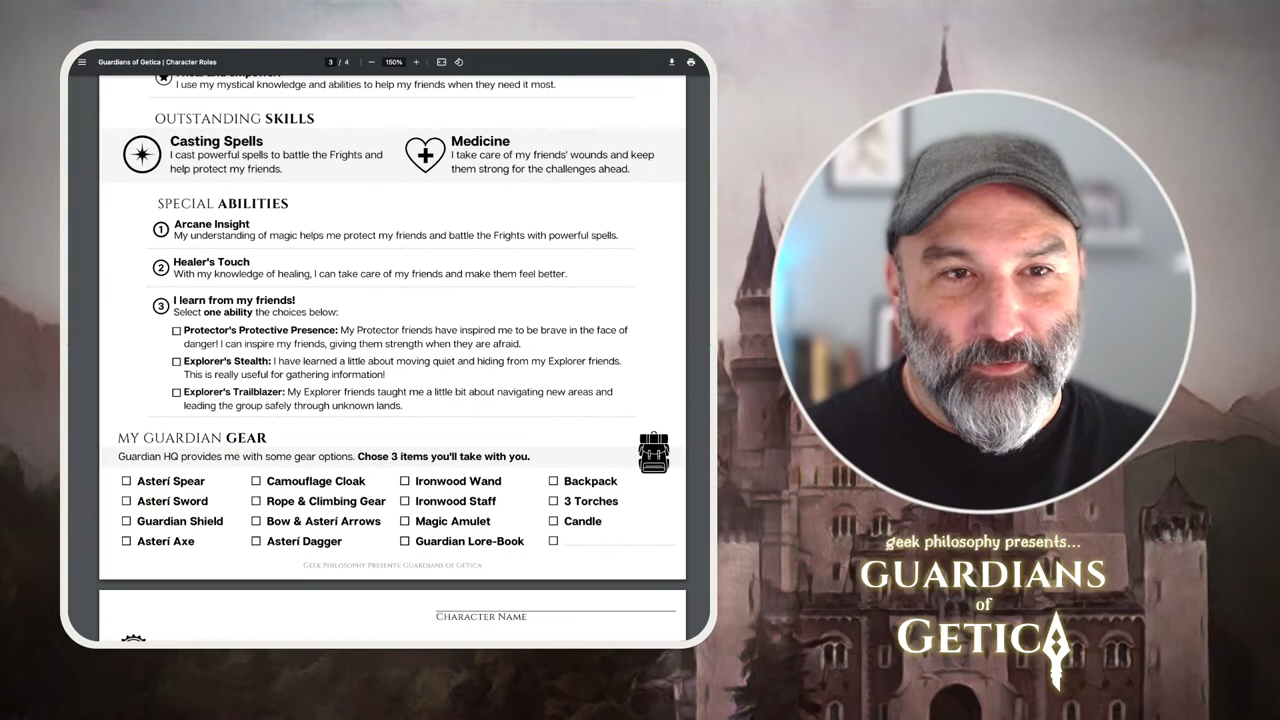 Guardians of Getica | Character Roles
3 / 4
150%
I use my mystical knowledge and abilities to help my friends when they need it most.
OUTSTANDING SKILLS
Casting Spells
I cast powerful spells to battle the Frights and
help protect my friends.
Medicine
I take care of my friends' wounds and keep
them strong for the challenges ahead.
SPECIAL ABILITIES
1 Arcane Insight
My understanding of magic helps me protect my friends and battle the Frights with powerful spells.
2 Healer's Touch
With my knowledge of healing, I can take care of my friends and make them feel better.
3 I learn from my friends!
Select one ability the choices below:
Protector's Protective Presence: My Protector friends have inspired me to be brave in the face of
danger! I can inspire my friends, giving them strength when they are afraid.
Explorer's Stealth: I have learned a little about moving quiet and hiding from my Explorer friends.
This is really useful for gathering information!
Explorer's Trailblazer: My Explorer friends taught me a little bit about navigating new areas and
leading the group safely through unknown lands.
MY GUARDIAN GEAR
Guardian HQ provides me with some gear options. Chose 3 items you'll take with you.
Asterí Spear Camouflage Cloak Ironwood Wand Backpack
Asterí Sword Rope & Climbing Gear Ironwood Staff 3 Torches
Guardian Shield Bow & Asterí Arrows Magic Amulet Candle
Asterí Axe Asterí Dagger Guardian Lore-Book
GEEK PHILOSOPHY PRESENTS: GUARDIANS OF GETICA
CHARACTER NAME
geek philosophy presents...
GUARDIANS
of
GETICA